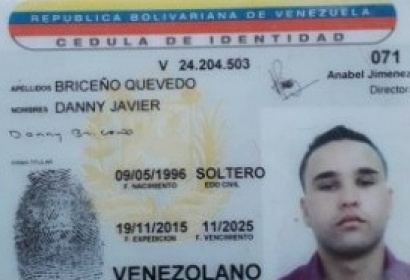 REPUBLICA BOLIVARIANA DE VENEZUELA
CEDULA DE IDENTIDAD
V 24.204.503
071
Anabel Jimenez
Director
APELLIDOS BRICEÑO QUEVEDO
NOMBRES DANNY JAVIER
Danny Briceño
FIRMA TITULAR
09/05/1996 SOLTERO
F. NACIMIENTO EDO CIVIL
19/11/2015 11/2025
F. EXPEDICION F. VENCIMIENTO
VENEZOLANO